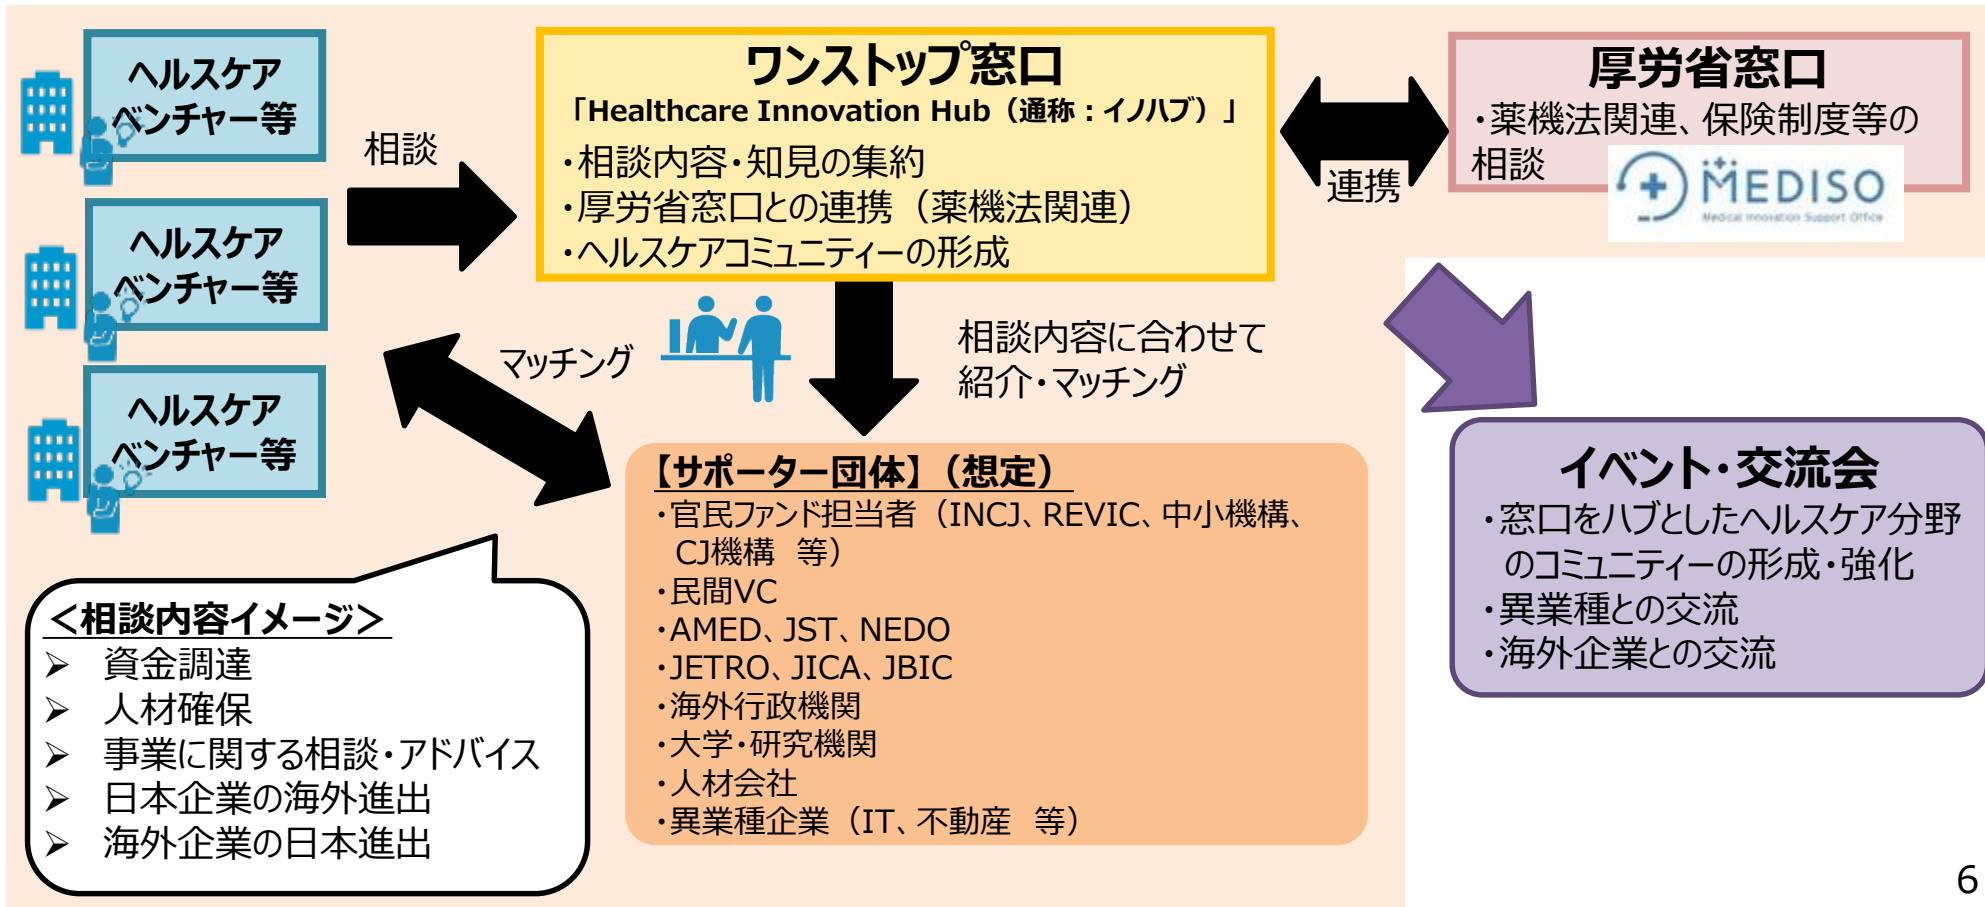 ヘルスケア
ベンチャー等
ヘルスケア
ベンチャー等
ヘルスケア
ベンチャー等
相談
ワンストップ窓口
「Healthcare Innovation Hub（通称：イノハブ）」
・相談内容・知見の集約
・厚労省窓口との連携（薬機法関連）
・ヘルスケアコミュニティーの形成
連携
厚労省窓口
・薬機法関連、保険制度等の
相談
MEDISO
Medical Innovation Support Office
マッチング
相談内容に合わせて
紹介・マッチング
【サポーター団体】（想定）
・官民ファンド担当者（INCJ、REVIC、中小機構、
CJ機構　等）
・民間VC
・AMED、JST、NEDO
・JETRO、JICA、JBIC
・海外行政機関
・大学・研究機関
・人材会社
・異業種企業（IT、不動産　等）
イベント・交流会
・窓口をハブとしたヘルスケア分野
のコミュニティーの形成・強化
・異業種との交流
・海外企業との交流
＜相談内容イメージ＞
➢ 資金調達
➢ 人材確保
➢ 事業に関する相談・アドバイス
➢ 日本企業の海外進出
➢ 海外企業の日本進出
6